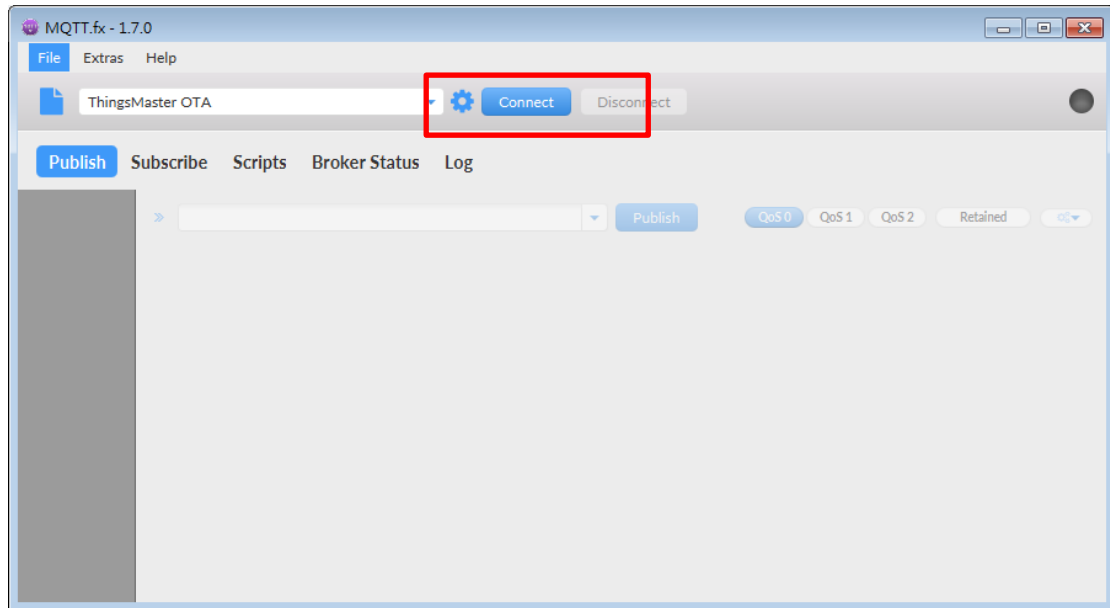 MQTT.fx - 1.7.0
File Extras Help
ThingsMaster OTA Connect Disconnect
Publish Subscribe Scripts Broker Status Log
Publish QoS 0 QoS 1 QoS 2 Retained